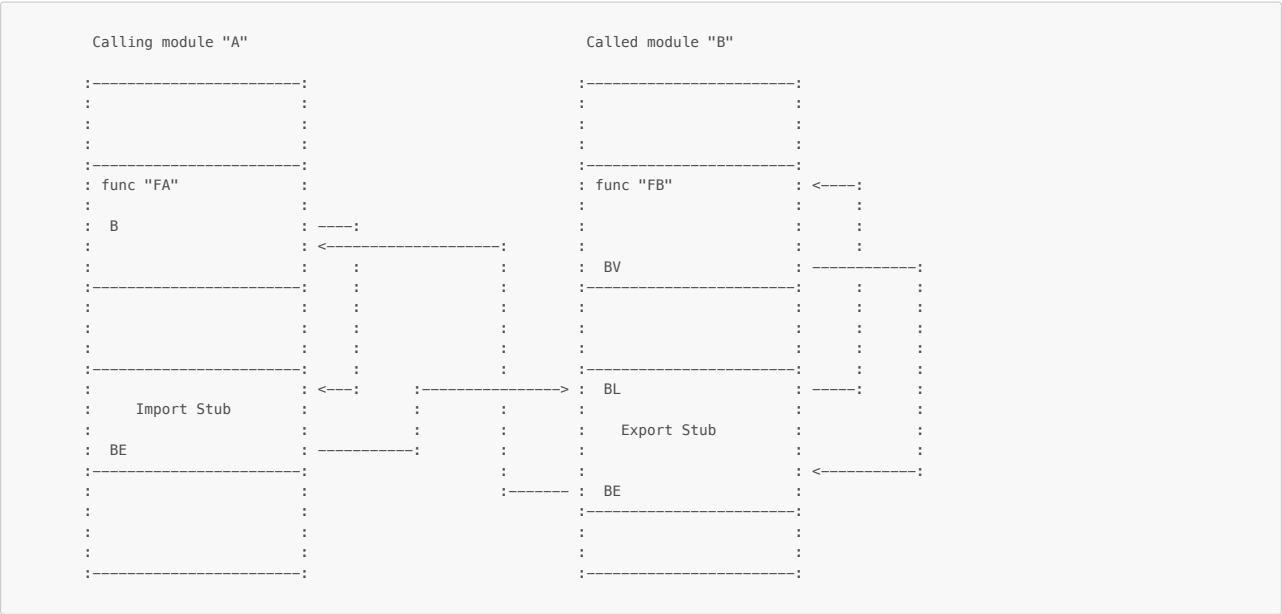 Calling module "A" Called module "B"
func "FA" func "FB"
B
BV
BL
Import Stub
Export Stub
BE
BE